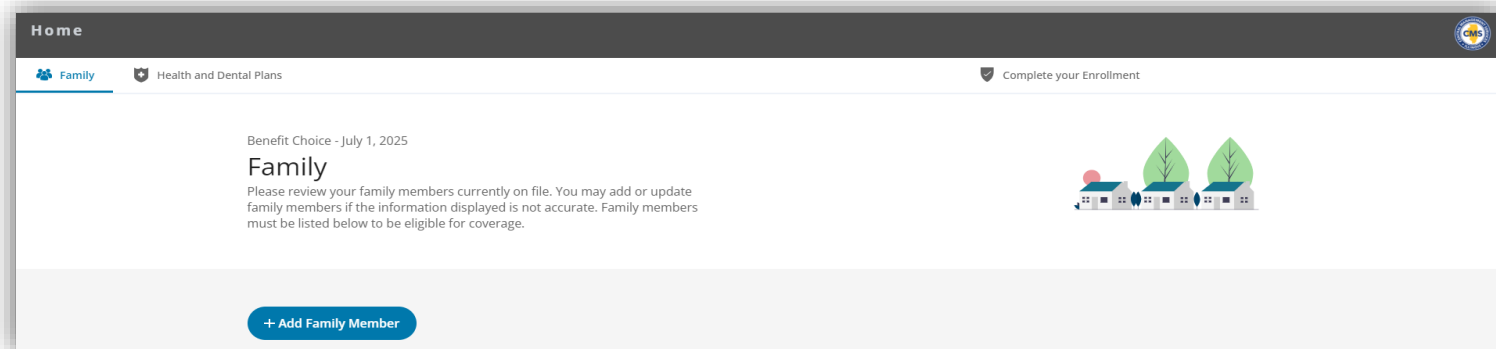 Home
CMS
Family
Health and Dental Plans
Complete your Enrollment
Benefit Choice - July 1, 2025
Family
Please review your family members currently on file. You may add or update
family members if the information displayed is not accurate. Family members
must be listed below to be eligible for coverage.
+ Add Family Member